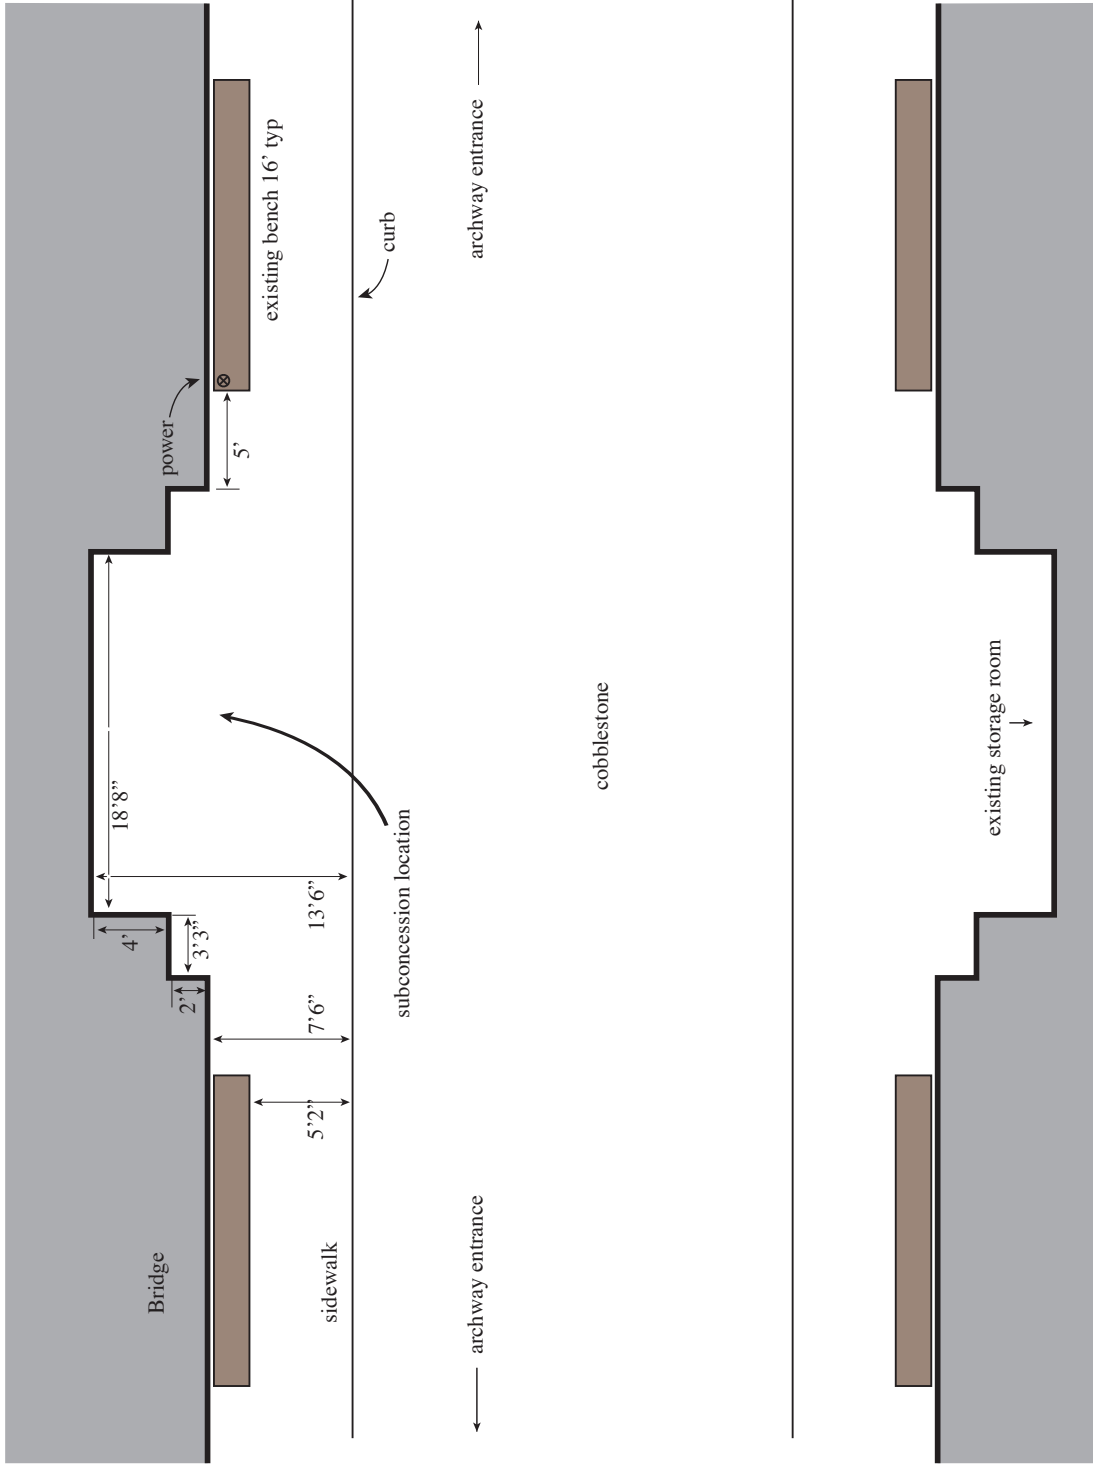 Bridge
sidewalk
archway entrance
2'
7'6”
5'2”
4'
3'3”
13'6”
18'8”
subconcession location
cobblestone
existing storage room
power
5'
existing bench 16' typ
curb
archway entrance